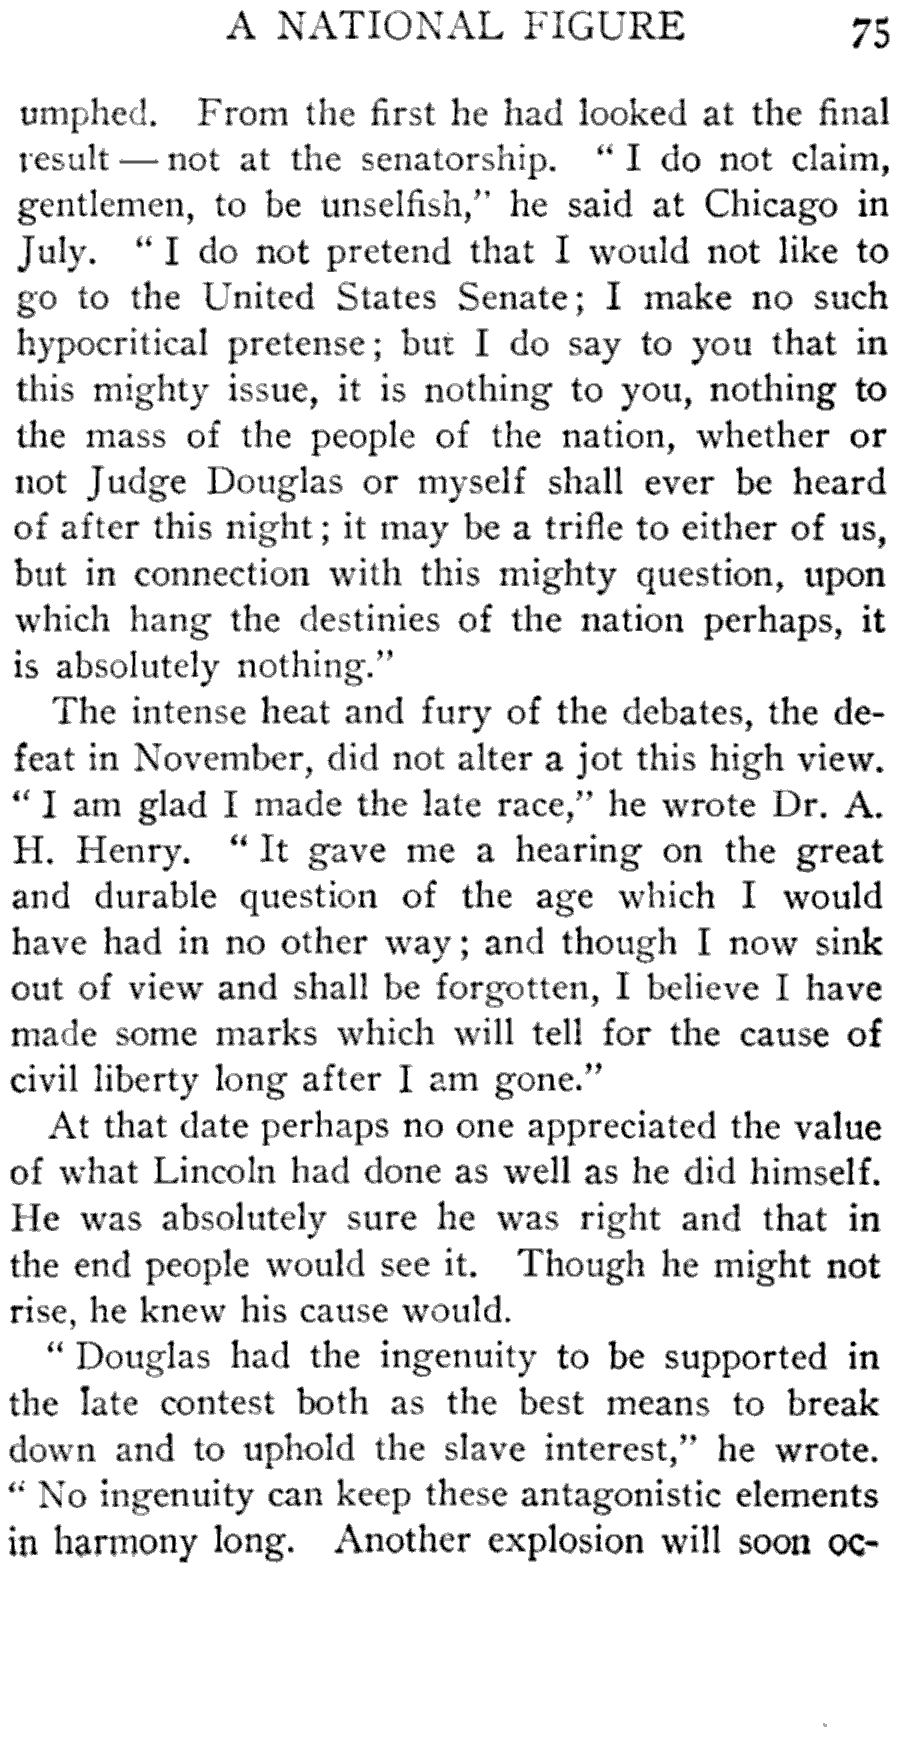 A NATIONAL FIGURE 75
umphed. From the first he had looked at the final
result — not at the senatorship. “ I do not claim,
gentlemen, to be unselfish,” he said at Chicago in
July. “ I do not pretend that I would not like to
go to the United States Senate; I make no such
hypocritical pretense; but I do say to you that in
this mighty issue, it is nothing to you, nothing to
the mass of the people of the nation, whether or
not Judge Douglas or myself shall ever be heard
of after this night; it may be a trifle to either of us,
but in connection with this mighty question, upon
which hang the destinies of the nation perhaps, it
is absolutely nothing.”
The intense heat and fury of the debates, the de-
feat in November, did not alter a jot this high view.
“ I am glad I made the late race,” he wrote Dr. A.
H. Henry. “ It gave me a hearing on the great
and durable question of the age which I would
have had in no other way; and though I now sink
out of view and shall be forgotten, I believe I have
made some marks which will tell for the cause of
civil liberty long after I am gone.”
At that date perhaps no one appreciated the value
of what Lincoln had done as well as he did himself.
He was absolutely sure he was right and that in
the end people would see it. Though he might not
rise, he knew his cause would.
“ Douglas had the ingenuity to be supported in
the late contest both as the best means to break
down and to uphold the slave interest,” he wrote.
“ No ingenuity can keep these antagonistic elements
in harmony long. Another explosion will soon oc-